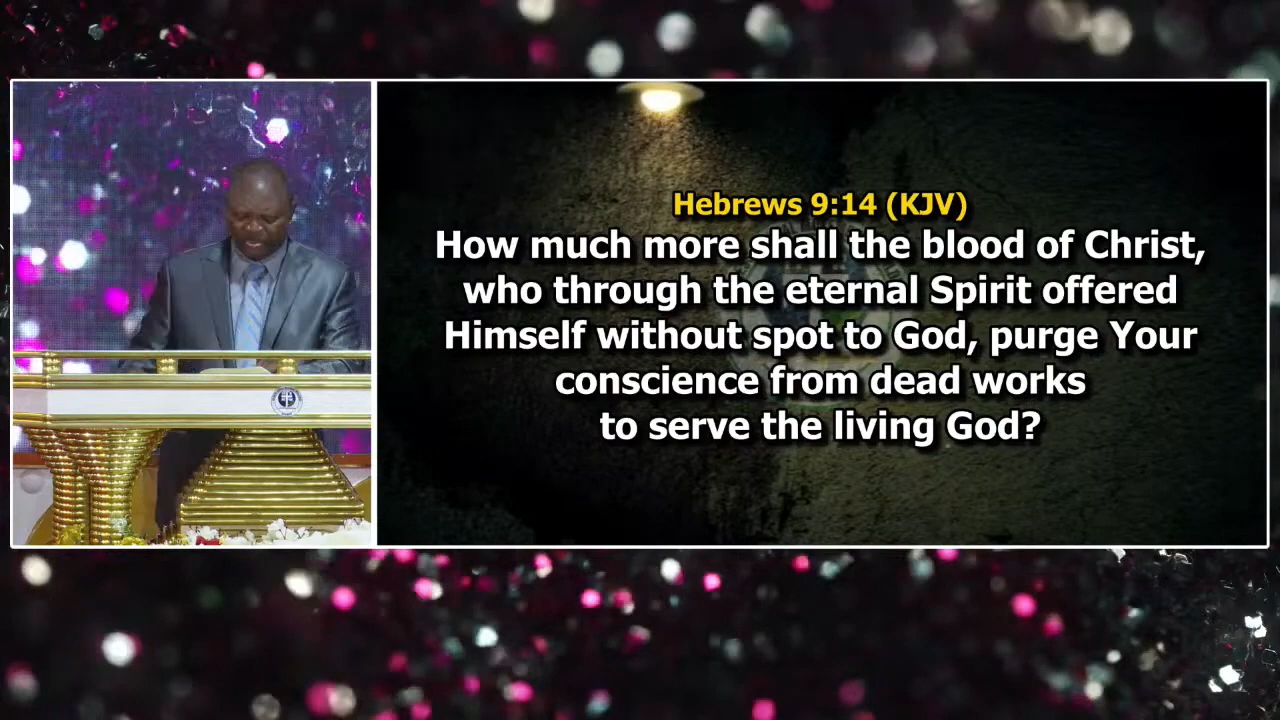 Hebrews 9:14 (KJV)
How much more shall the blood of Christ,
who through the eternal Spirit offered
Himself without spot to God, purge Your
conscience from dead works
to serve the living God?